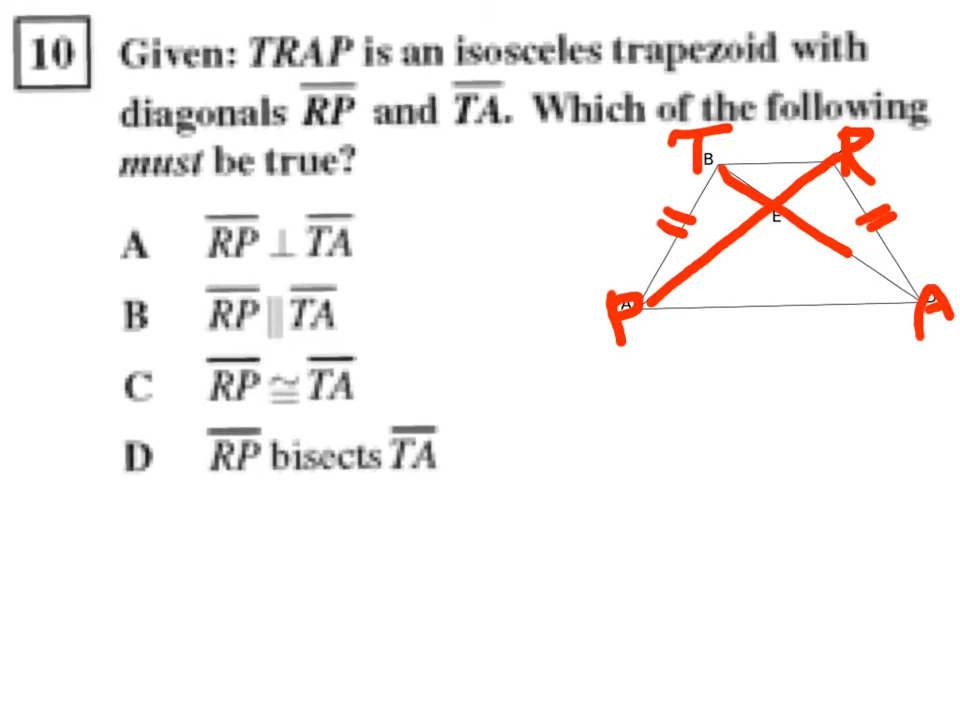 10 Given: TRAP is an isosceles trapezoid with
diagonals RP and TA. Which of the following
must be true?
T B R
E
A RP ⊥ TA
B RP || TA
P A A
C RP ≅ TA
D RP bisects TA